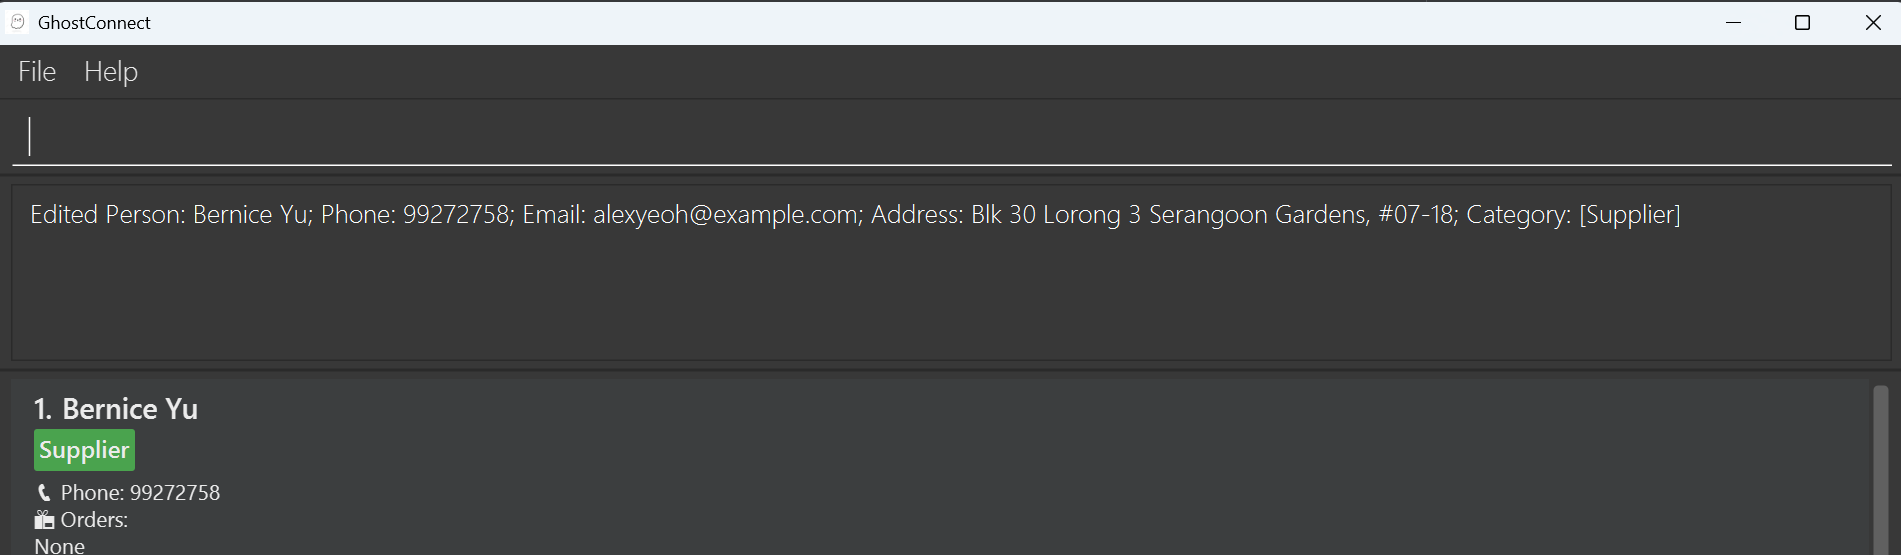 GhostConnect
File Help
Edited Person: Bernice Yu; Phone: 99272758; Email: alexyeoh@example.com; Address: Blk 30 Lorong 3 Serangoon Gardens, #07-18; Category: [Supplier]
1. Bernice Yu
Supplier
Phone: 99272758
Orders:
None